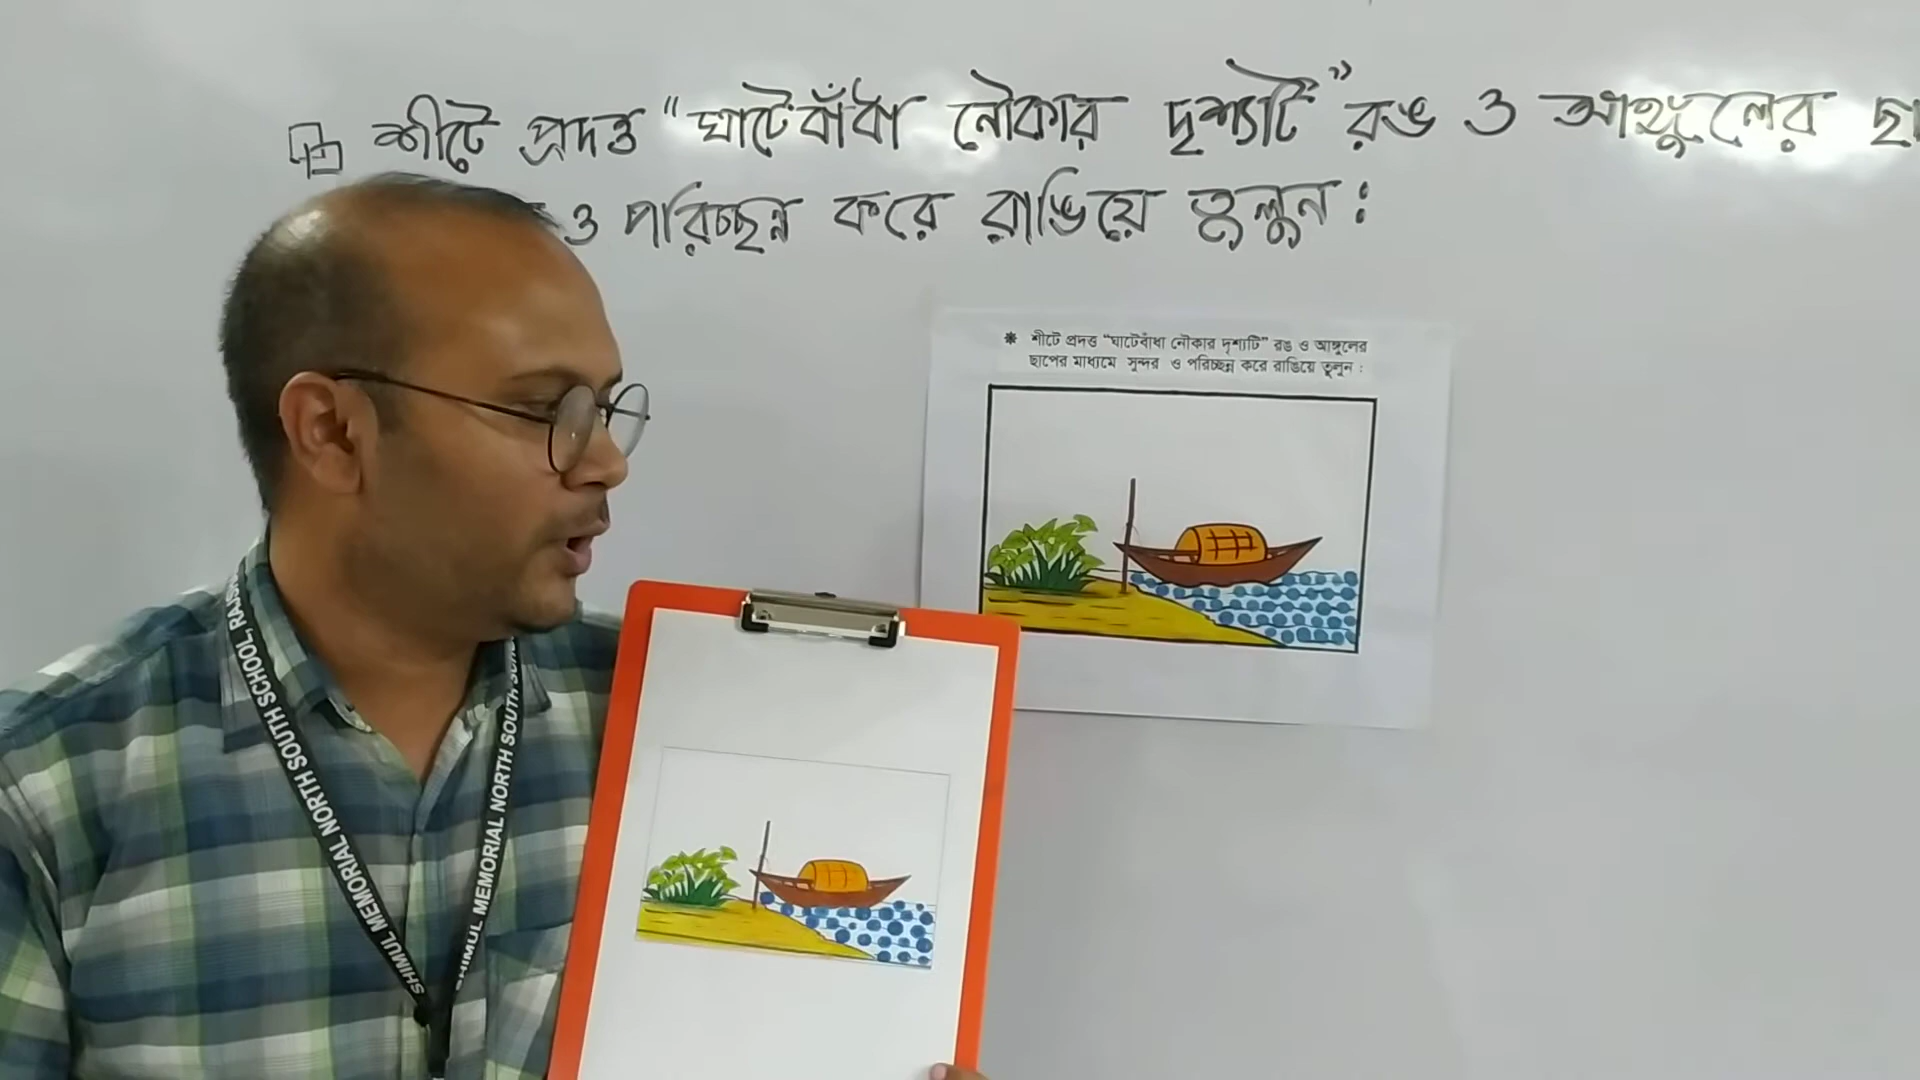 শীটে প্রদত্ত “ঘাটেবাঁধা নৌকার দৃশ্যটি” রঙ ও আঙ্গুলের ছা
ও পরিচ্ছন্ন করে রাঙিয়ে তুলুন :
❋ শীটে প্রদত্ত “ঘাটেবাঁধা নৌকার দৃশ্যটি” রঙ ও আঙ্গুলের
ছাপের মাধ্যমে সুন্দর ও পরিচ্ছন্ন করে রাঙিয়ে তুলুন :
SHIMUL MEMORIAL NORTH SOUTH SCHOOL, RAJS
SHIMUL MEMORIAL NORTH SOUTH